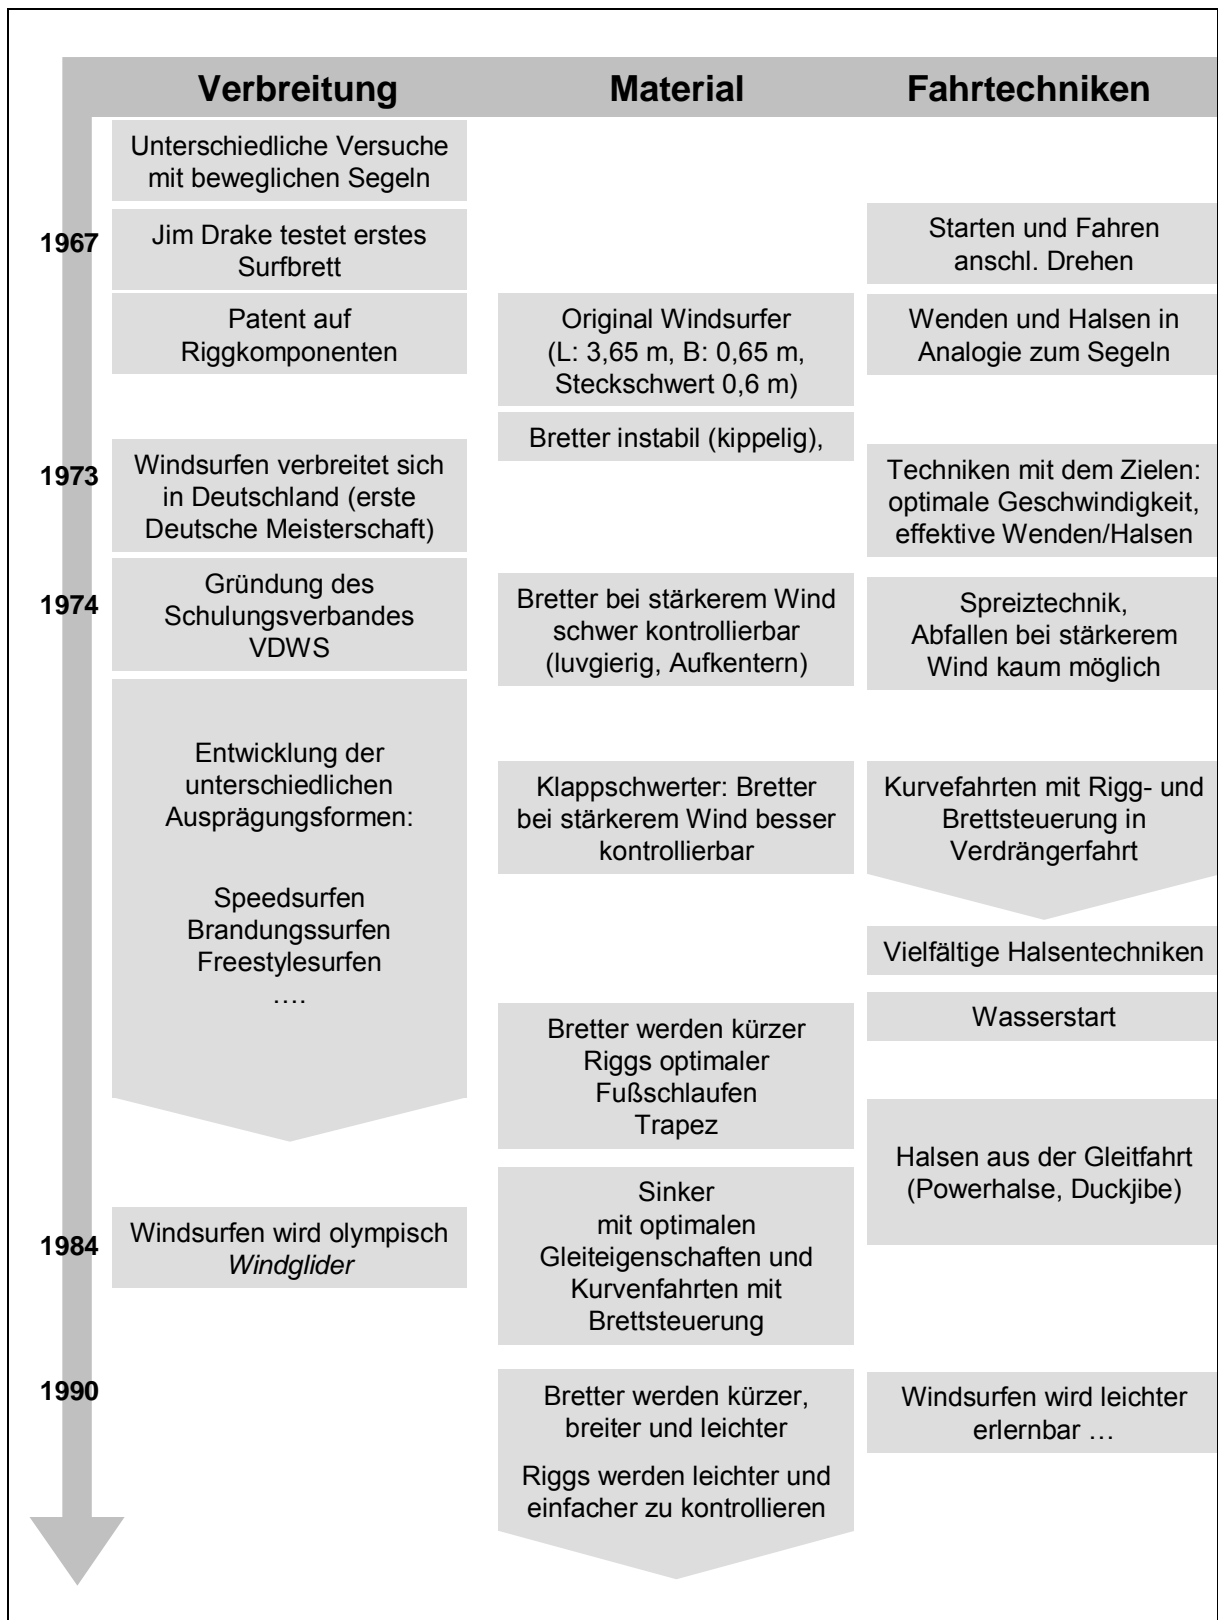 Verbreitung
Material
Fahrtechniken
Unterschiedliche Versuche
mit beweglichen Segeln
1967
Jim Drake testet erstes
Surfbrett
Starten und Fahren
anschl. Drehen
Patent auf
Riggkomponenten
Original Windsurfer
(L: 3,65 m, B: 0,65 m,
Steckschwert 0,6 m)
Wenden und Halsen in
Analogie zum Segeln
Bretter instabil (kippelig),
1973
Windsurfen verbreitet sich
in Deutschland (erste
Deutsche Meisterschaft)
Techniken mit dem Zielen:
optimale Geschwindigkeit,
effektive Wenden/Halsen
1974
Gründung des
Schulungsverbandes
VDWS
Bretter bei stärkerem Wind
schwer kontrollierbar
(luvgierig, Aufkentern)
Spreiztechnik,
Abfallen bei stärkerem
Wind kaum möglich
Entwicklung der
unterschiedlichen
Ausprägungsformen:
Speedsurfen
Brandungssurfen
Freestylesurfen
….
Klappschwerter: Bretter
bei stärkerem Wind besser
kontrollierbar
Kurvefahrten mit Rigg- und
Brettsteuerung in
Verdrängerfahrt
Vielfältige Halsentechniken
Wasserstart
Bretter werden kürzer
Riggs optimaler
Fußschlaufen
Trapez
Halsen aus der Gleitfahrt
(Powerhalse, Duckjibe)
1984
Windsurfen wird olympisch
Windglider
Sinker
mit optimalen
Gleiteigenschaften und
Kurvenfahrten mit
Brettsteuerung
1990
Bretter werden kürzer,
breiter und leichter
Riggs werden leichter und
einfacher zu kontrollieren
Windsurfen wird leichter
erlernbar …